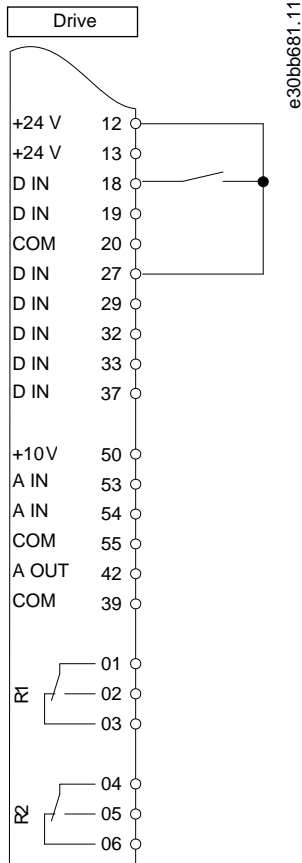 Drive
e30bb681.11
+24 V 12
+24 V 13
D IN 18
D IN 19
COM 20
D IN 27
D IN 29
D IN 32
D IN 33
D IN 37
+10 V 50
A IN 53
A IN 54
COM 55
A OUT 42
COM 39
R1
01
02
03
R2
04
05
06